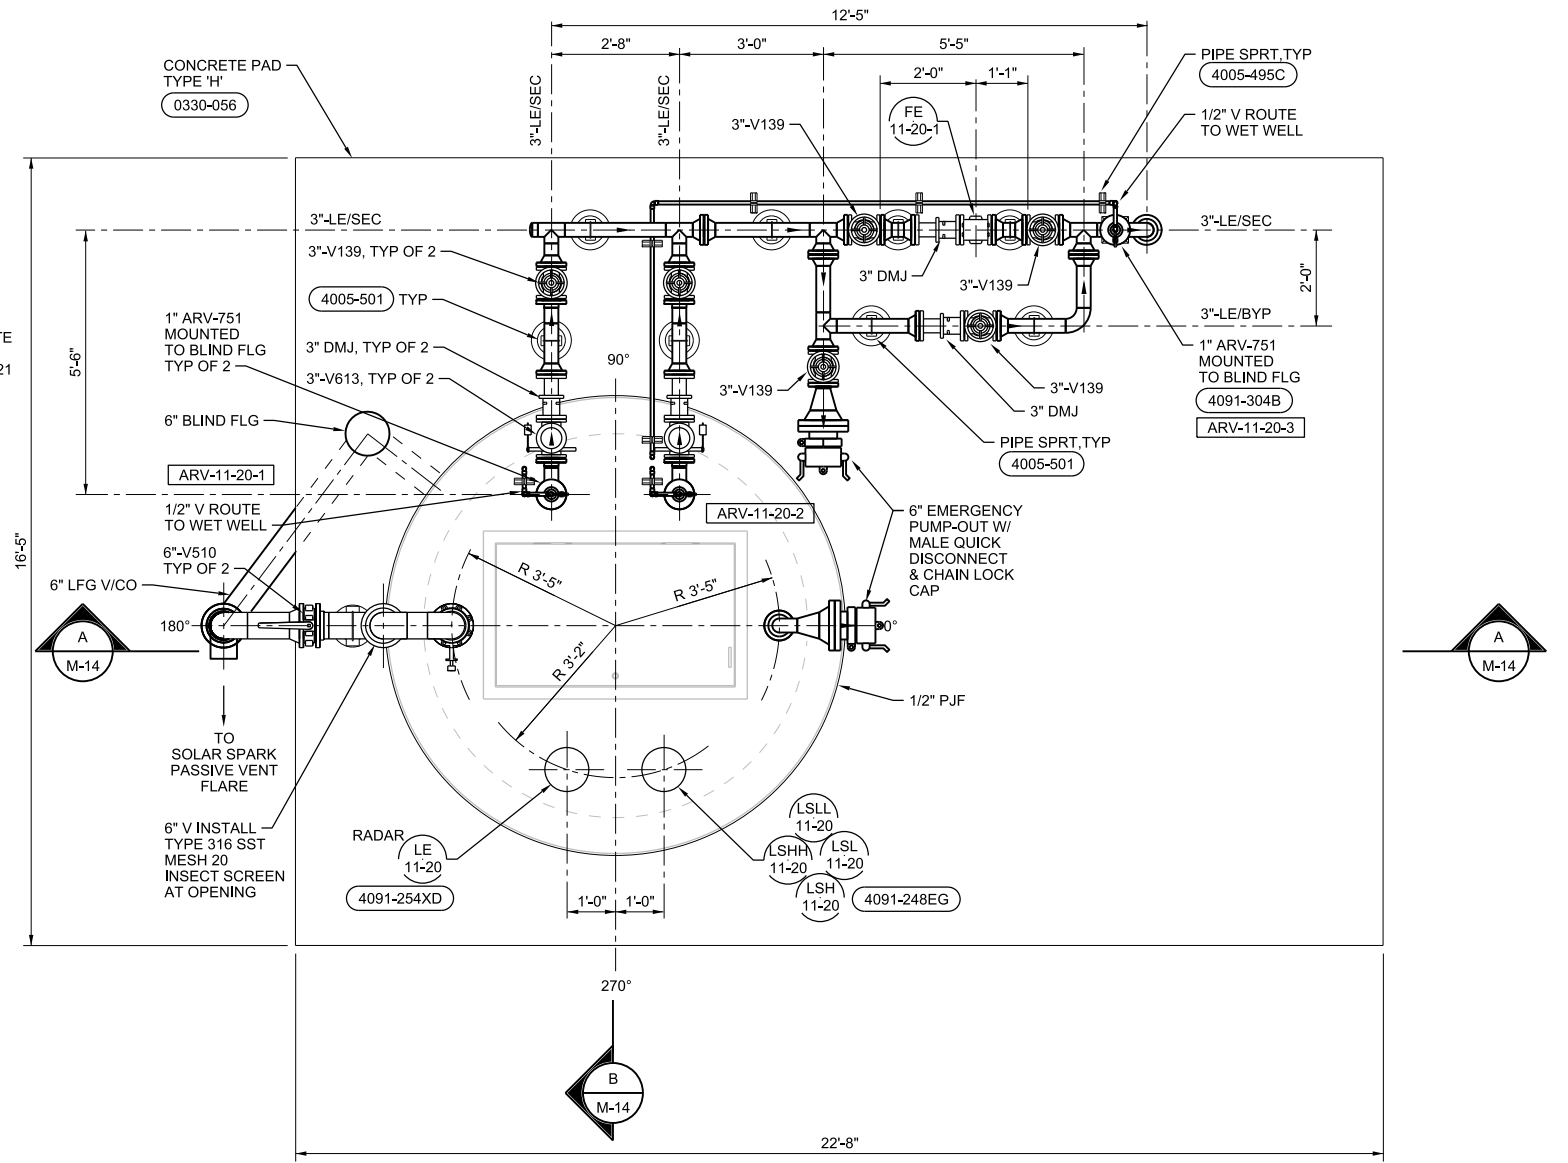 12'-5"
2'-8"
3'-0"
5'-5"
2'-0"
1'-1"
CONCRETE PAD
TYPE 'H'
0330-056
3"-LE/SEC
3"-LE/SEC
3"-V139
FE
11-20-1
PIPE SPRT,TYP
4005-495C
1/2" V ROUTE
TO WET WELL
3"-LE/SEC
3"-LE/SEC
3"-V139, TYP OF 2
4005-501 TYP
3" DMJ, TYP OF 2
3"-V613, TYP OF 2
3" DMJ
3"-V139
2'-0"
3"-LE/BYP
1" ARV-751
MOUNTED
TO BLIND FLG
4091-304B
ARV-11-20-3
1" ARV-751
MOUNTED
TO BLIND FLG
TYP OF 2
TE
21
5'-6"
90°
3"-V139
3"-V139
3" DMJ
PIPE SPRT,TYP
4005-501
6" BLIND FLG
ARV-11-20-1
1/2" V ROUTE
TO WET WELL
ARV-11-20-2
6" EMERGENCY
PUMP-OUT W/
MALE QUICK
DISCONNECT
& CHAIN LOCK
CAP
16'-5"
6"-V510
TYP OF 2
6" LFG V/CO
R 3'-5"
R 3'-5"
R 3'-2"
180°
0°
A
M-14
A
M-14
1/2" PJF
TO
SOLAR SPARK
PASSIVE VENT
FLARE
6" V INSTALL
TYPE 316 SST
MESH 20
INSECT SCREEN
AT OPENING
RADAR
LE
11-20
4091-254XD
LSLL
11-20
LSHH
11-20
LSL
11-20
LSH
11-20
4091-248EG
1'-0"
1'-0"
270°
B
M-14
22'-8"